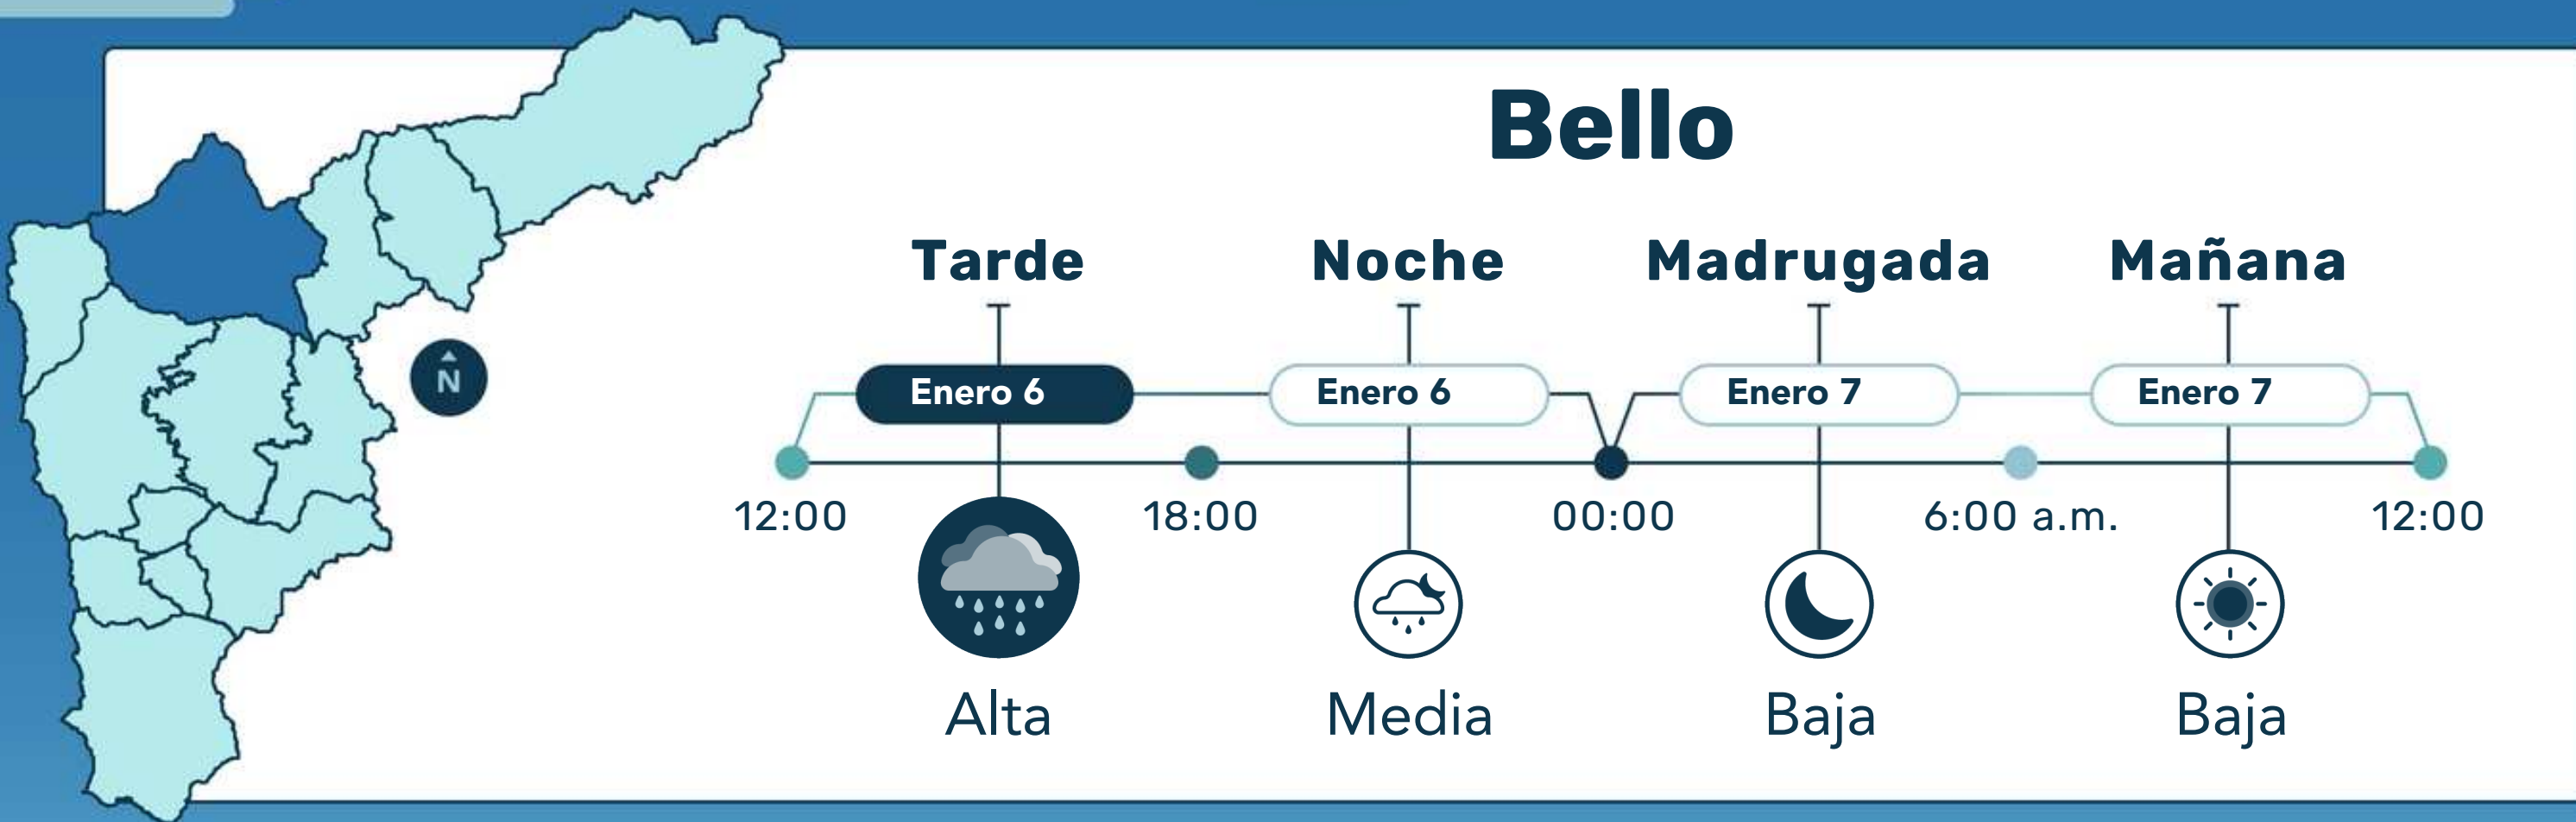 Bello
Tarde Noche Madrugada Mañana
Enero 6 Enero 6 Enero 7 Enero 7
12:00 18:00 00:00 6:00 a.m. 12:00
N
Alta Media Baja Baja